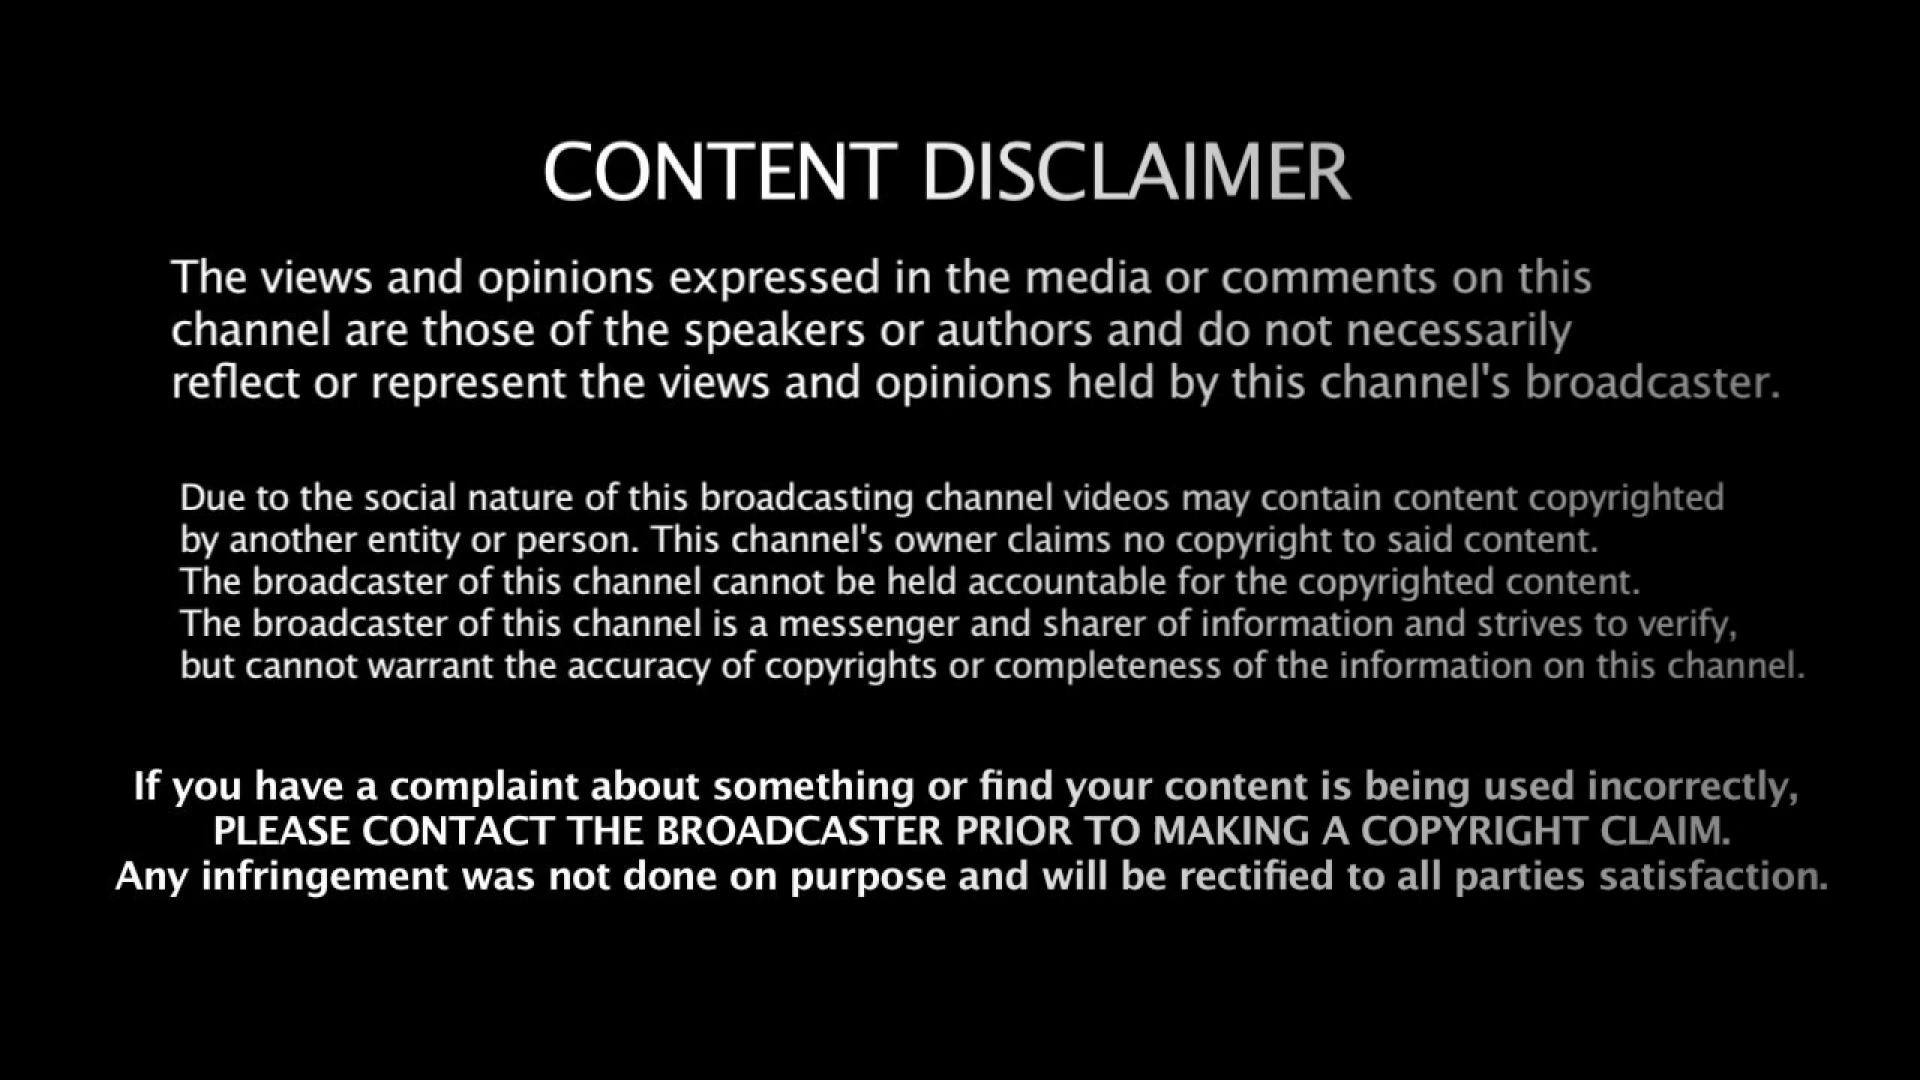 CONTENT DISCLAIMER
The views and opinions expressed in the media or comments on this
channel are those of the speakers or authors and do not necessarily
reflect or represent the views and opinions held by this channel's broadcaster.
Due to the social nature of this broadcasting channel videos may contain content copyrighted
by another entity or person. This channel's owner claims no copyright to said content.
The broadcaster of this channel cannot be held accountable for the copyrighted content.
The broadcaster of this channel is a messenger and sharer of information and strives to verify,
but cannot warrant the accuracy of copyrights or completeness of the information on this channel.
If you have a complaint about something or find your content is being used incorrectly,
PLEASE CONTACT THE BROADCASTER PRIOR TO MAKING A COPYRIGHT CLAIM.
Any infringement was not done on purpose and will be rectified to all parties satisfaction.